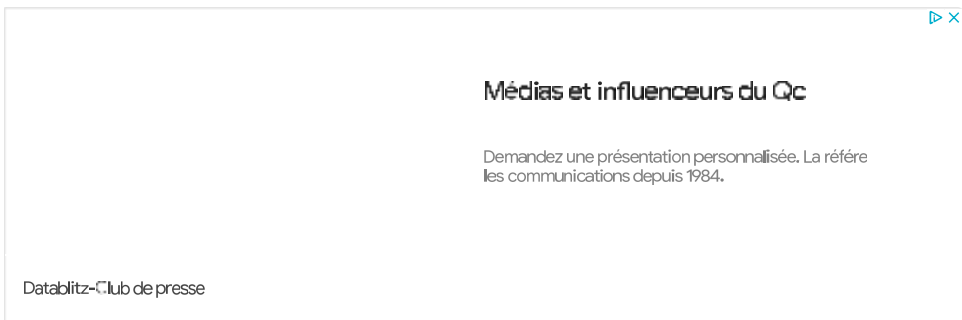 Médias et influenceurs du Qc
Demandez une présentation personnalisée. La référe
les communications depuis 1984.
Datablitz-Club de presse